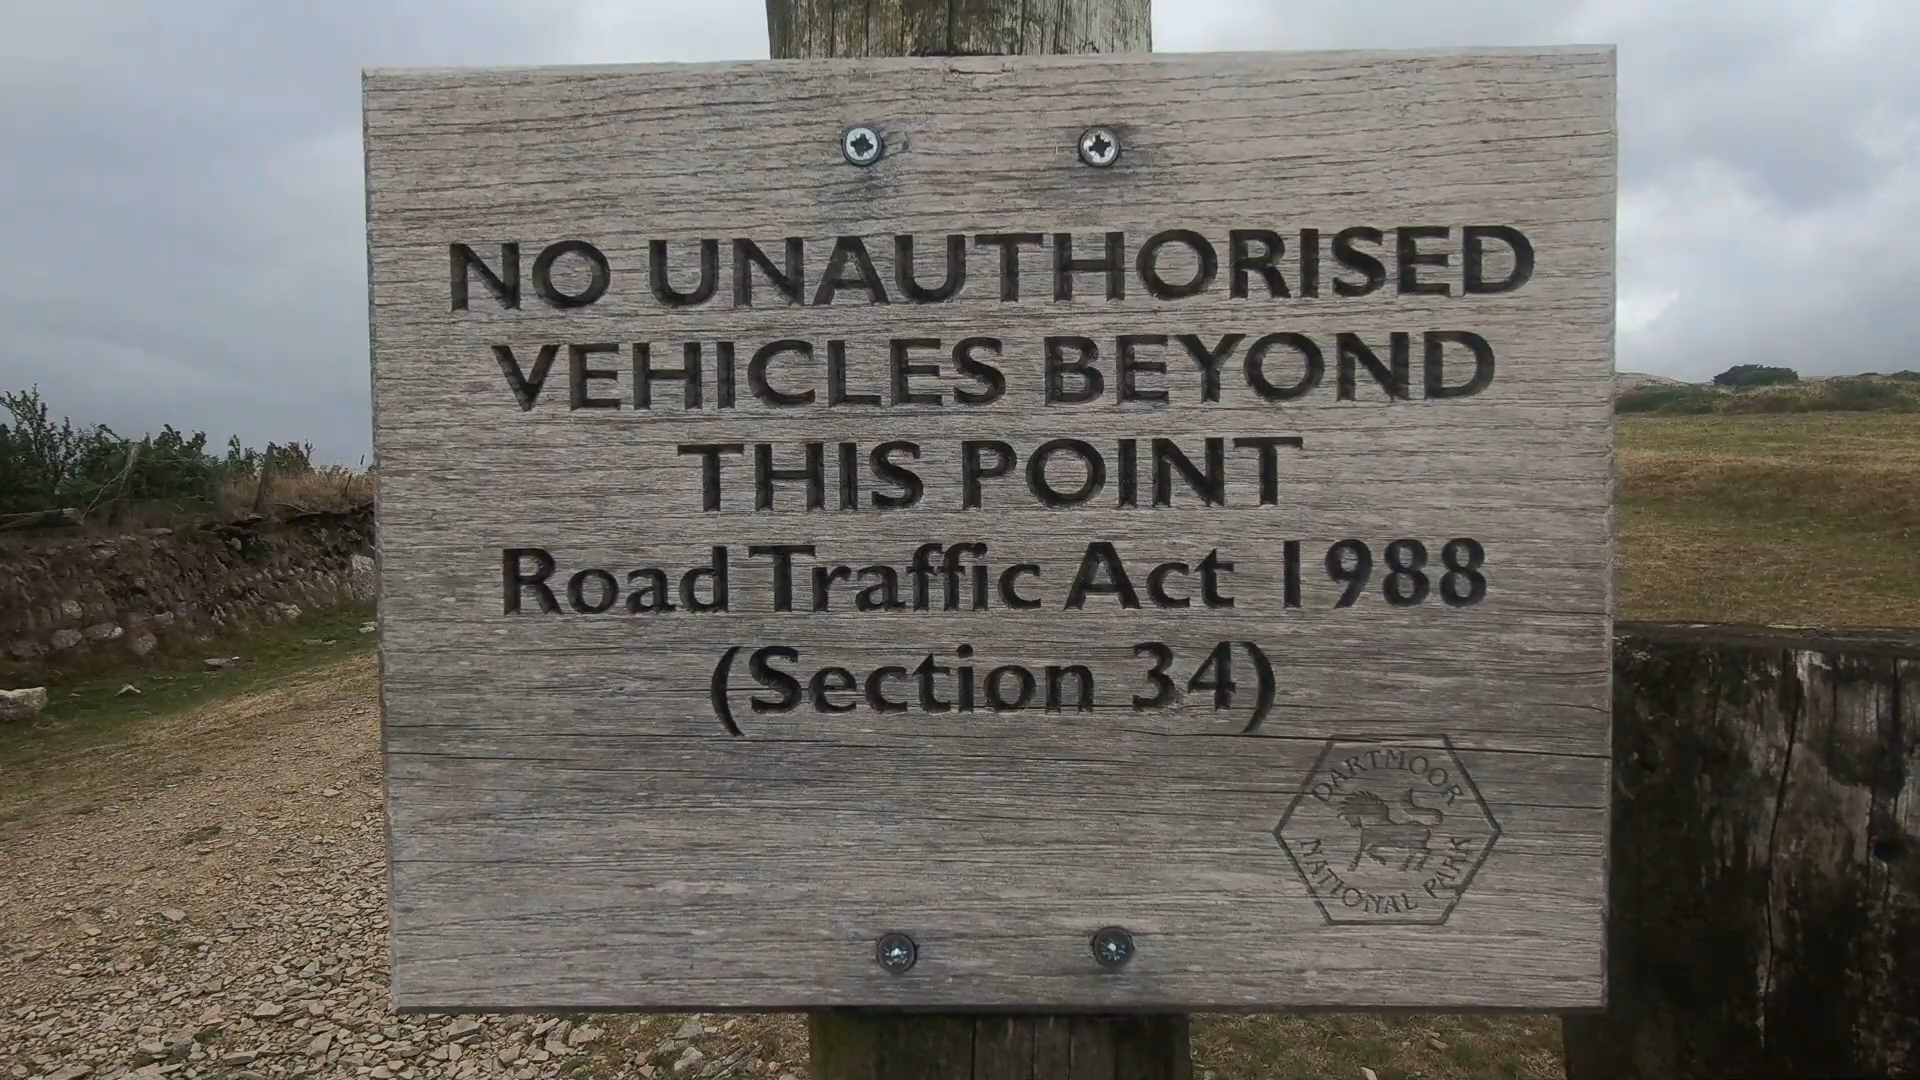 NO UNAUTHORISED
VEHICLES BEYOND
THIS POINT
Road Traffic Act 1988
(Section 34)
DARTMOOR
NATIONAL PARK